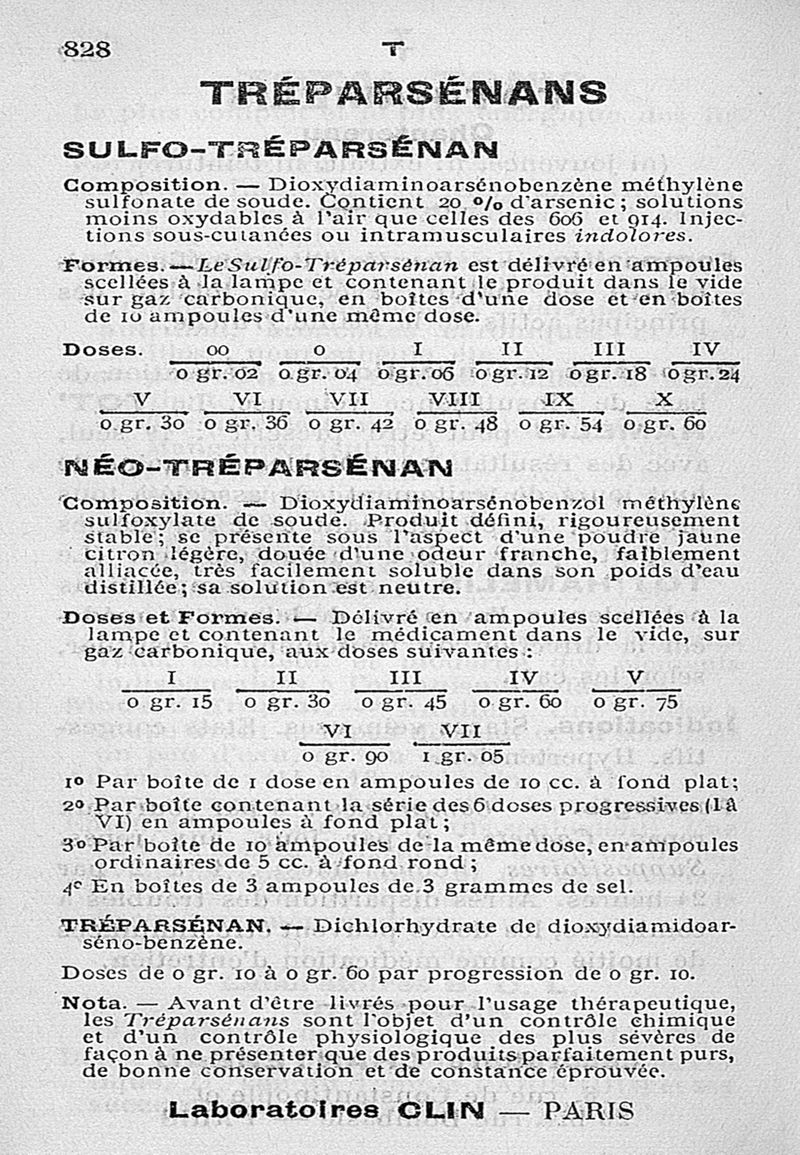 828
T
TRÉPARSÉNANS
SULFO-TRÉPARSÉNAN
Composition. — Dioxydiaminoarsénobenzène méthylène
sulfonate de soude. Contient 20 o/o d'arsenic ; solutions
moins oxydables à l'air que celles des 606 et 914. Injec-
tions sous-cutanées ou intramusculaires indolores.
Formes. — Le Sulfo-Tréparsénan est délivré en ampoules
scellées à la lampe et contenant le produit dans le vide
sur gaz carbonique, en boîtes d'une dose et en boîtes
de 10 ampoules d'une même dose.
Doses. 00 0 I II III IV
0 gr. 02 0 gr. 04 0 gr. 06 0 gr. 12 0 gr. 18 0 gr. 24
V VI VII VIII IX X
0 gr. 30 0 gr. 36 0 gr. 42 0 gr. 48 0 gr. 54 0 gr. 60
NÉO-TRÉPARSÉNAN
Composition. — Dioxydiaminoarsénobenzol méthylène
sulfoxylate de soude. Produit défini, rigoureusement
stable ; se présente sous l'aspect d'une poudre jaune
citron légère, douée d'une odeur franche, faiblement
alliacée, très facilement soluble dans son poids d'eau
distillée ; sa solution est neutre.
Doses et Formes. — Délivré en ampoules scellées à la
lampe et contenant le médicament dans le vide, sur
gaz carbonique, aux doses suivantes :
I II III IV V
0 gr. 15 0 gr. 30 0 gr. 45 0 gr. 60 0 gr. 75
VI VII
0 gr. 90 1 gr. 05
1o Par boîte de 1 dose en ampoules de 10 cc. à fond plat ;
2o Par boîte contenant la série des 6 doses progressives (I à
VI) en ampoules à fond plat ;
3o Par boîte de 10 ampoules de la même dose, en ampoules
ordinaires de 5 cc. à fond rond ;
4o En boîtes de 3 ampoules de 3 grammes de sel.
TRÉPARSÉNAN. — Dichlorhydrate de dioxydiamidoar-
séno-benzène.
Doses de 0 gr. 10 à 0 gr. 60 par progression de 0 gr. 10.
Nota. — Avant d'être livrés pour l'usage thérapeutique,
les Tréparsénans sont l'objet d'un contrôle chimique
et d'un contrôle physiologique des plus sévères de
façon à ne présenter que des produits parfaitement purs,
de bonne conservation et de constance éprouvée.
Laboratoires CLIN — PARIS